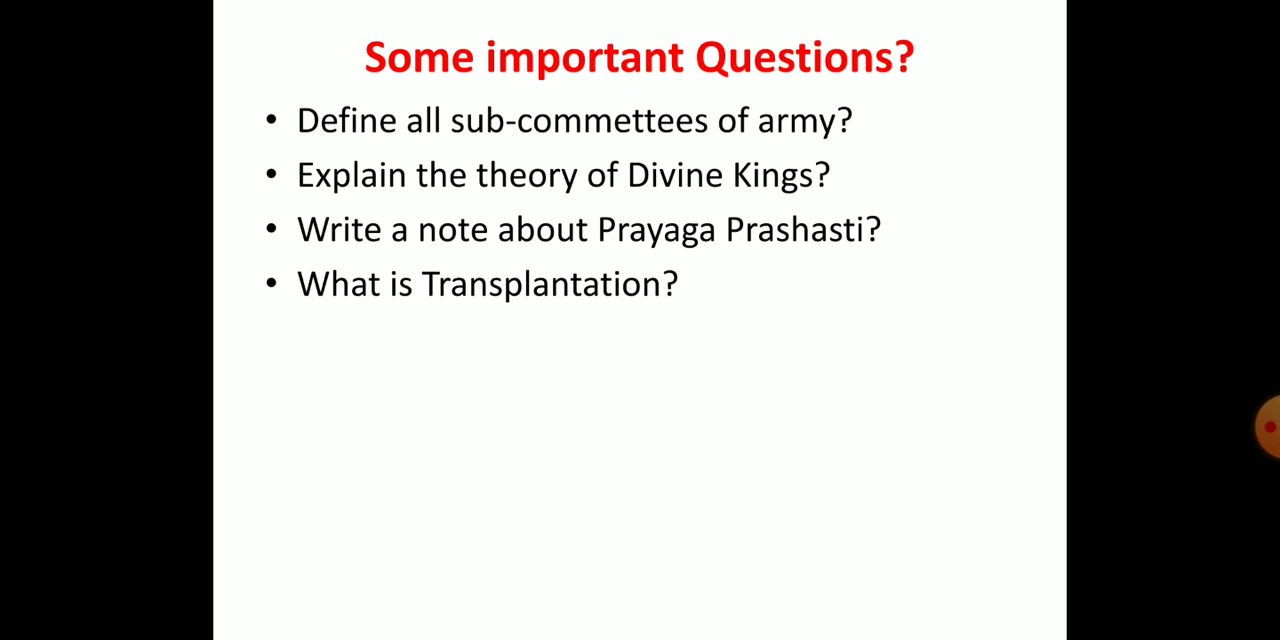 Some important Questions?
• Define all sub-commettees of army?
• Explain the theory of Divine Kings?
• Write a note about Prayaga Prashasti?
• What is Transplantation?